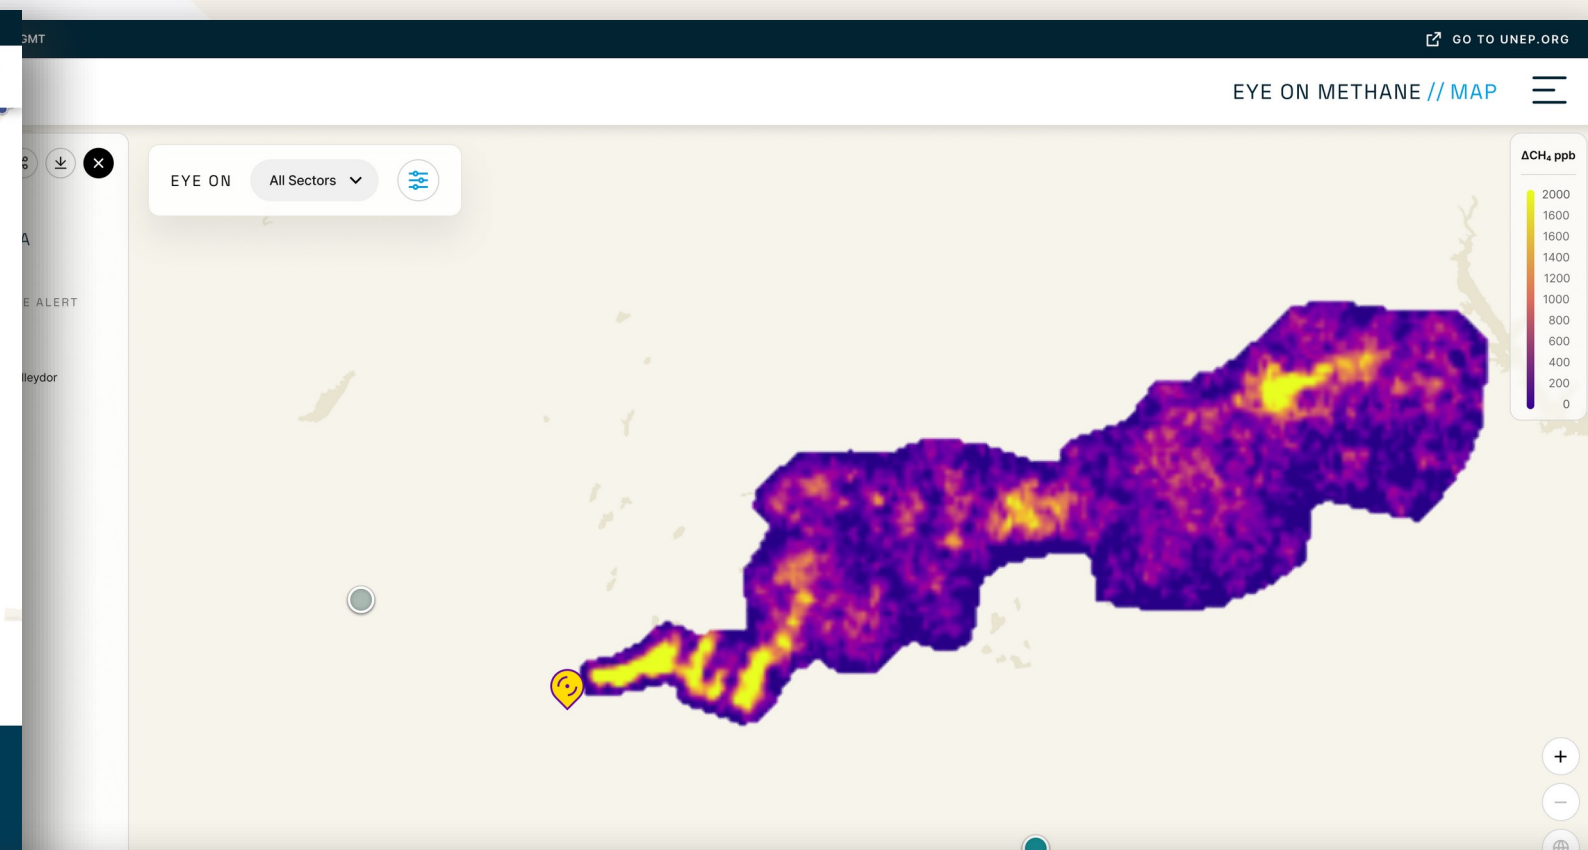 GMT
GO TO UNEP.ORG
EYE ON METHANE // MAP
EYE ON
All Sectors
ΔCH₄ ppb
2000
1600
1600
1400
1200
1000
800
600
400
200
0
A
E ALERT
lleydor